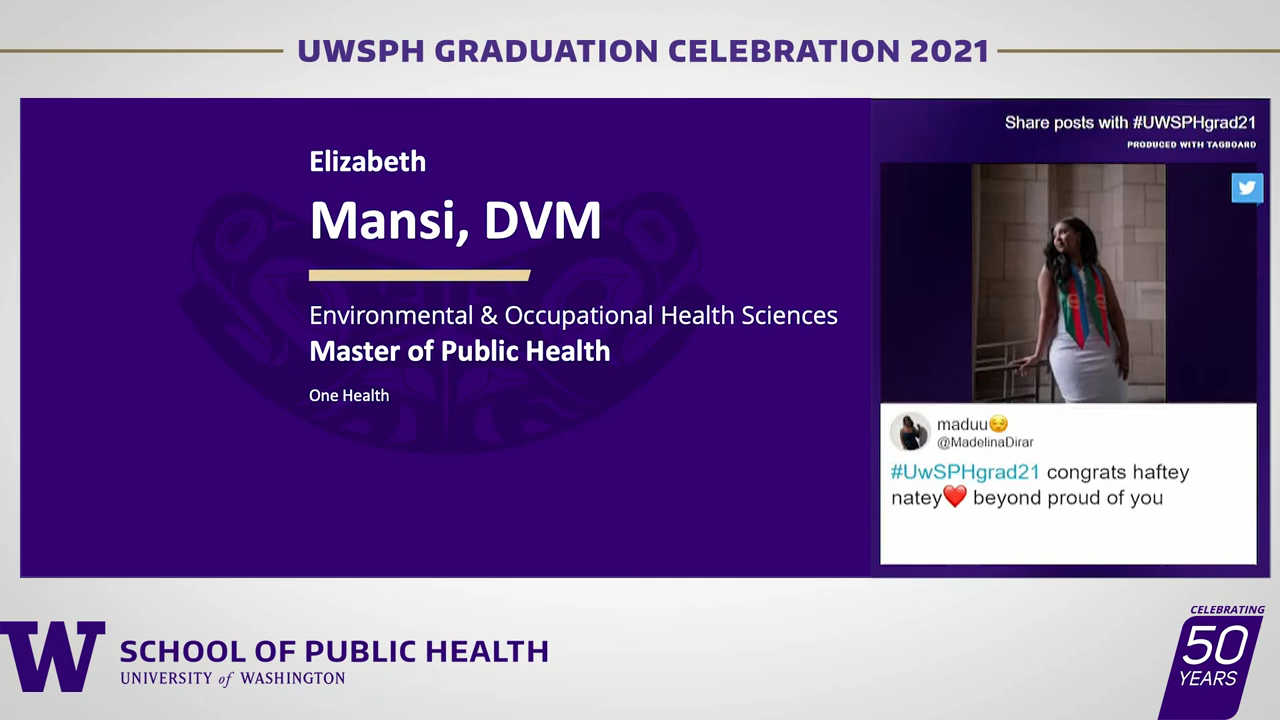 UWSPH GRADUATION CELEBRATION 2021
Elizabeth
Mansi, DVM
Environmental & Occupational Health Sciences
Master of Public Health
One Health
Share posts with #UWSPHgrad21
PRODUCED WITH TAGBOARD
maduu😔
@MadelinaDirar
#UwSPHgrad21 congrats haftey
natey❤️ beyond proud of you
W SCHOOL OF PUBLIC HEALTH
UNIVERSITY of WASHINGTON
CELEBRATING
50
YEARS